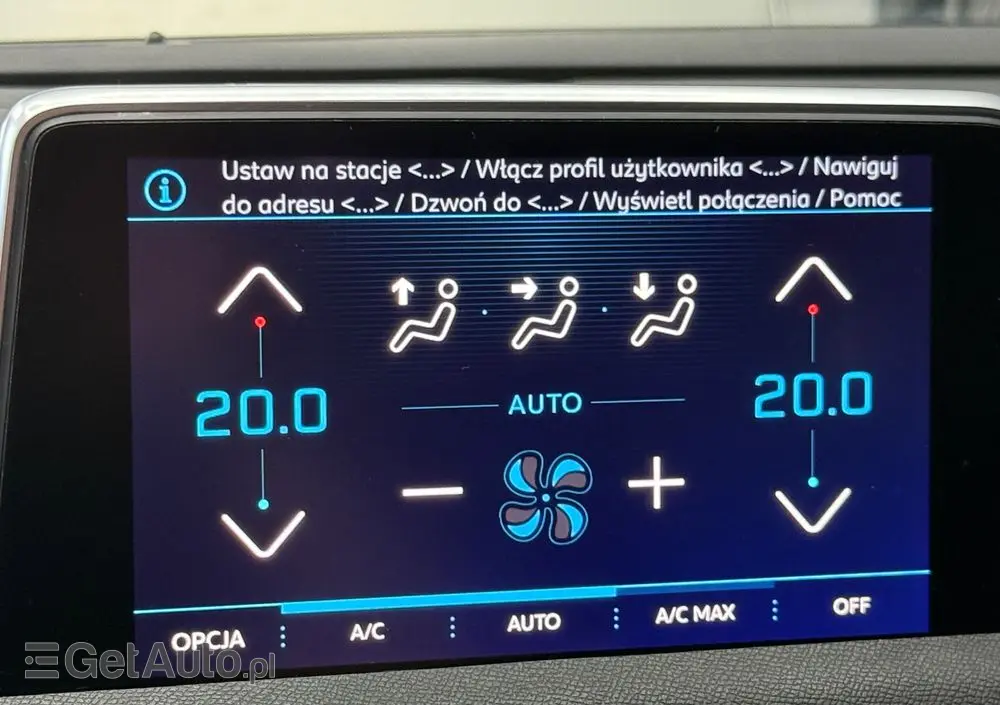 Ustaw na stacje <...> / Włącz profil użytkownika <...> / Nawiguj
do adresu <...> / Dzwoń do <...> / Wyświetl połączenia / Pomoc
20.0
20.0
AUTO
OPCJA
A/C
AUTO
A/C MAX
OFF
GetAuto.pl